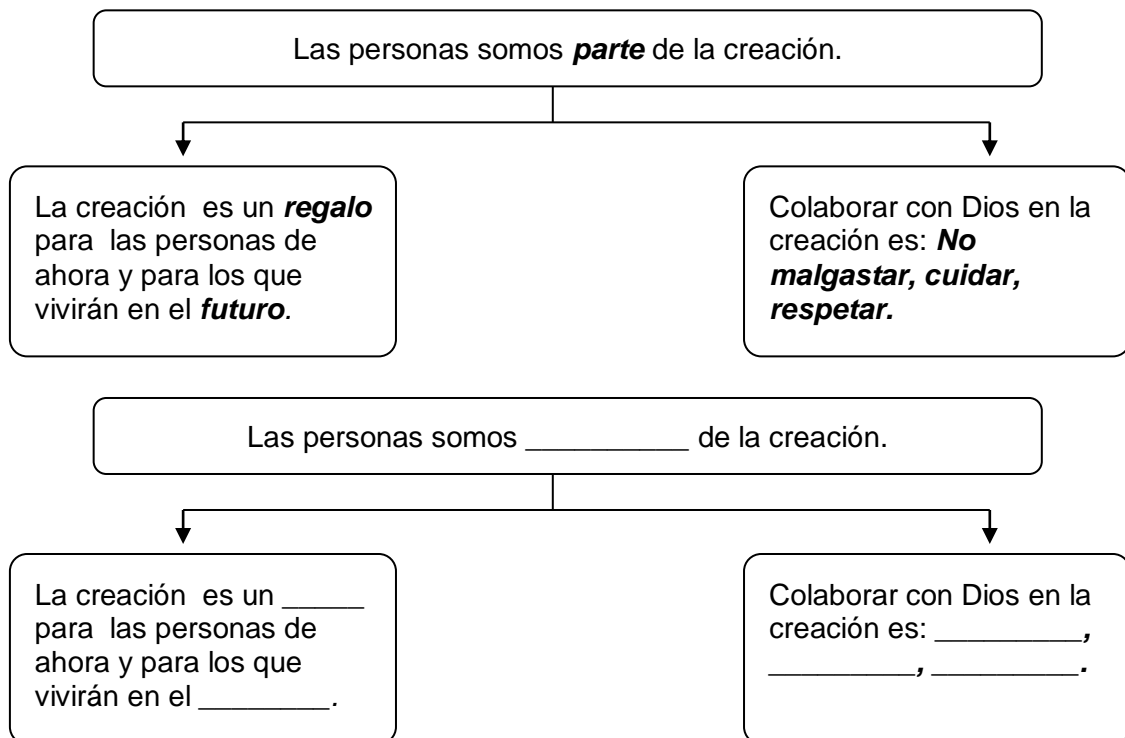 Las personas somos parte de la creación.
La creación  es un regalo
para  las personas de
ahora y para los que
vivirán en el futuro.
Colaborar con Dios en la
creación es: No
malgastar, cuidar,
respetar.
Las personas somos __________ de la creación.
La creación  es un _____
para  las personas de
ahora y para los que
vivirán en el ________.
Colaborar con Dios en la
creación es: _________,
_________, _________.